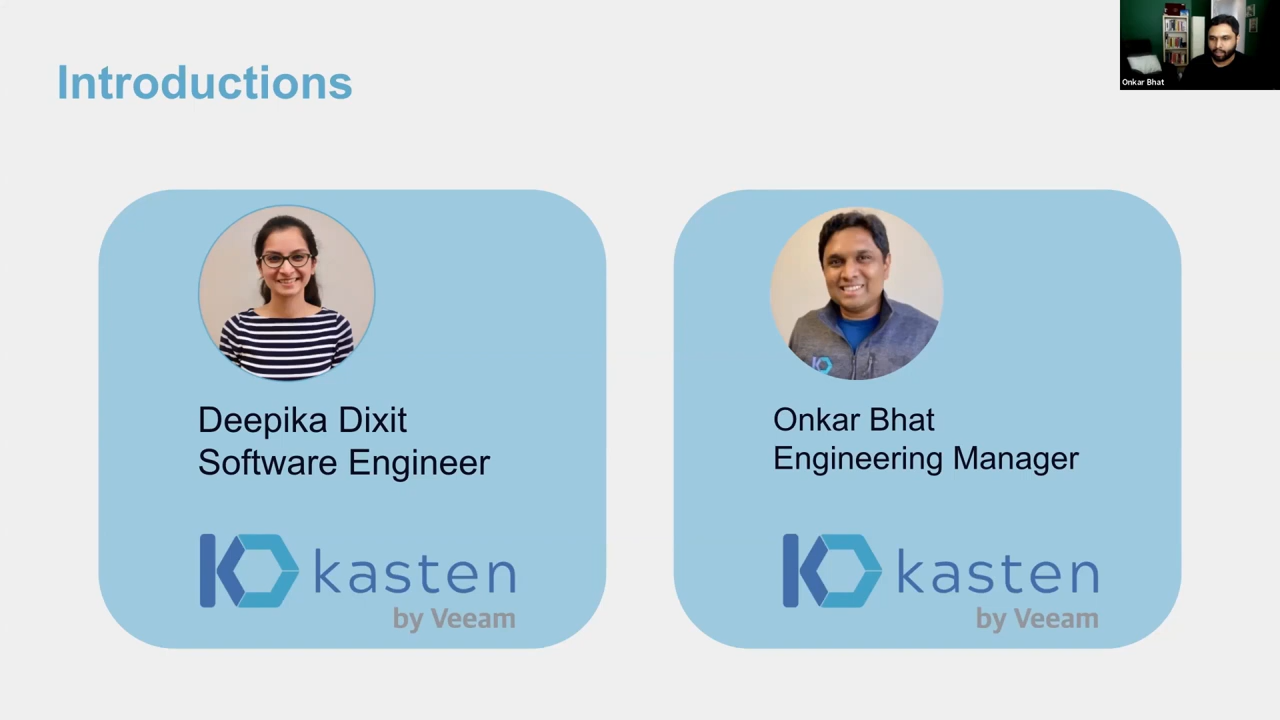 Introductions
Onkar Bhat
Deepika Dixit
Software Engineer
kasten
by Veeam
Onkar Bhat
Engineering Manager
kasten
by Veeam